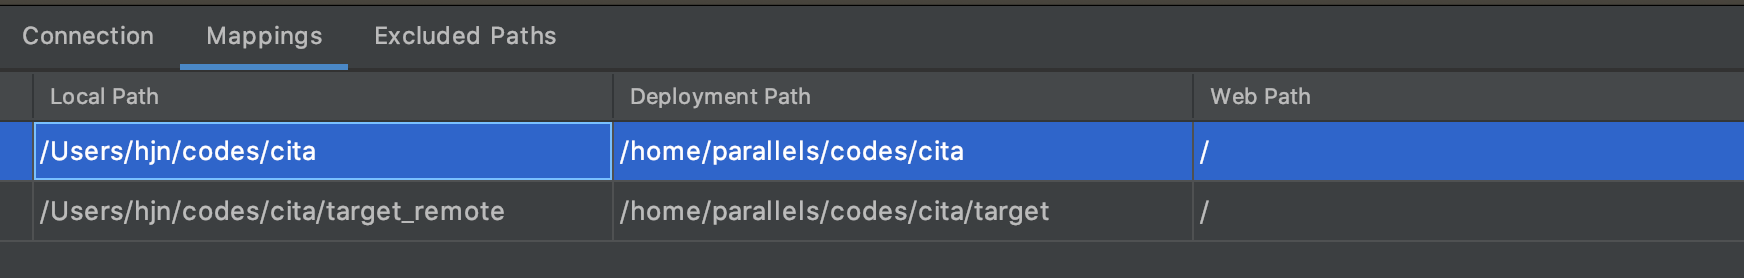 Connection Mappings Excluded Paths
Local Path Deployment Path Web Path
/Users/hjn/codes/cita /home/parallels/codes/cita /
/Users/hjn/codes/cita/target_remote /home/parallels/codes/cita/target /